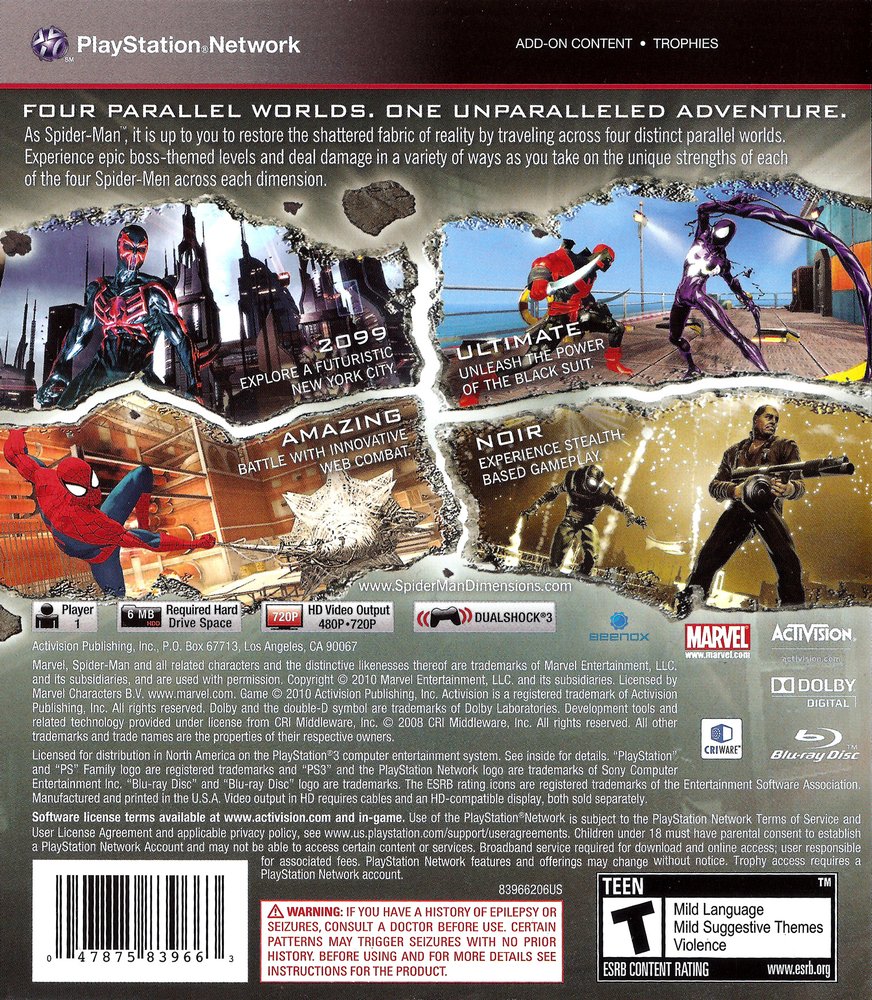 PlayStation®Network
SM
ADD-ON CONTENT • TROPHIES
FOUR PARALLEL WORLDS. ONE UNPARALLELED ADVENTURE.
As Spider-Man™, it is up to you to restore the shattered fabric of reality by traveling across four distinct parallel worlds.
Experience epic boss-themed levels and deal damage in a variety of ways as you take on the unique strengths of each
of the four Spider-Men across each dimension.
2099
EXPLORE A FUTURISTIC
NEW YORK CITY.
ULTIMATE
UNLEASH THE POWER
OF THE BLACK SUIT.
AMAZING
BATTLE WITH INNOVATIVE
WEB COMBAT.
NOIR
EXPERIENCE STEALTH-
BASED GAMEPLAY.
www.SpiderManDimensions.com
Player
1
6 MB
HDD
Required Hard
Drive Space
720P
HD Video Output
480P•720P
DUALSHOCK®3
BEENOX
MARVEL
www.marvel.com
ACTIVISION
activision.com
Activision Publishing, Inc., P.O. Box 67713, Los Angeles, CA 90067
Marvel, Spider-Man and all related characters and the distinctive likenesses thereof are trademarks of Marvel Entertainment, LLC.
and its subsidiaries, and are used with permission. Copyright © 2010 Marvel Entertainment, LLC. and its subsidiaries. Licensed by
Marvel Characters B.V. www.marvel.com. Game © 2010 Activision Publishing, Inc. Activision is a registered trademark of Activision
Publishing, Inc. All rights reserved. Dolby and the double-D symbol are trademarks of Dolby Laboratories. Development tools and
related technology provided under license from CRI Middleware, Inc. © 2008 CRI Middleware, Inc. All rights reserved. All other
trademarks and trade names are the properties of their respective owners.
DOLBY
DIGITAL
CRIWARE™
Blu-ray Disc™
Licensed for distribution in North America on the PlayStation®3 computer entertainment system. See inside for details. "PlayStation"
and "PS" Family logo are registered trademarks and "PS3" and the PlayStation Network logo are trademarks of Sony Computer
Entertainment Inc. "Blu-ray Disc" and "Blu-ray Disc" logo are trademarks. The ESRB rating icons are registered trademarks of the Entertainment Software Association.
Manufactured and printed in the U.S.A. Video output in HD requires cables and an HD-compatible display, both sold separately.
Software license terms available at www.activision.com and in-game. Use of the PlayStation®Network is subject to the PlayStation Network Terms of Service and
User License Agreement and applicable privacy policy, see www.us.playstation.com/support/useragreements. Children under 18 must have parental consent to establish
a PlayStation Network Account and may not be able to access certain content or services. Broadband service required for download and online access; user responsible
for associated fees. PlayStation Network features and offerings may change without notice. Trophy access requires a
PlayStation Network account.
83966206US
0 47875 83966 3
WARNING: IF YOU HAVE A HISTORY OF EPILEPSY OR
SEIZURES, CONSULT A DOCTOR BEFORE USE. CERTAIN
PATTERNS MAY TRIGGER SEIZURES WITH NO PRIOR
HISTORY. BEFORE USING AND FOR MORE DETAILS SEE
INSTRUCTIONS FOR THE PRODUCT.
TEEN
TM
T
Mild Language
Mild Suggestive Themes
Violence
ESRB CONTENT RATING
www.esrb.org